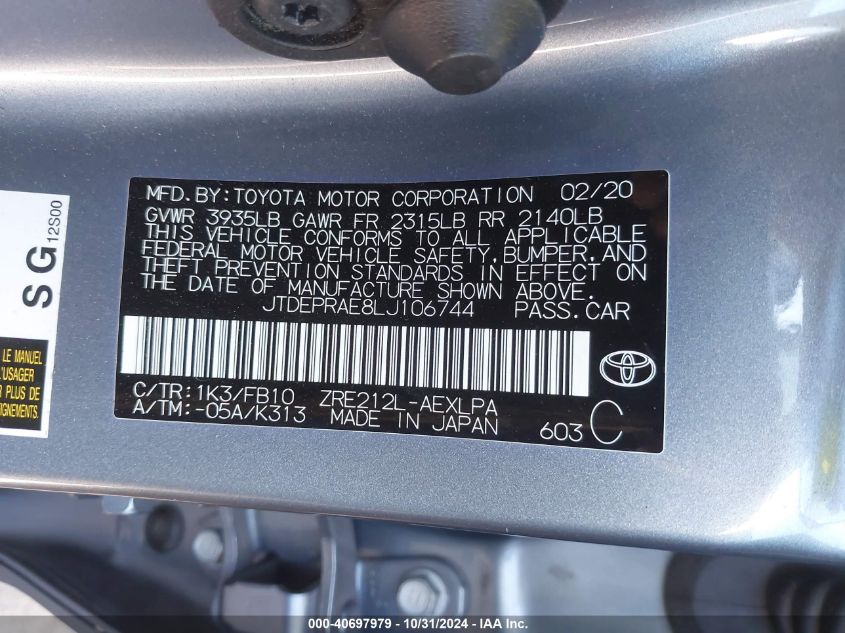 MFD.BY:TOYOTA MOTOR CORPORATION 02/20
GVWR 3935LB GAWR FR 2315LB RR 2140LB
THIS VEHICLE CONFORMS TO ALL APPLICABLE
FEDERAL MOTOR VEHICLE SAFETY,BUMPER,AND
THEFT PREVENTION STANDARDS IN EFFECT ON
THE DATE OF MANUFACTURE SHOWN ABOVE.
JTDEPRAE8LJ106744 PASS.CAR
C/TR:1K3/FB10 ZRE212L-AEXLPA
A/TM:-05A/K313 MADE IN JAPAN 603 C
SG 12S00
LE MANUEL
L'USAGER
R PLUS DE
SIGNEMENTS.
000-40697979 | 10/31/2024 | IAA Inc.